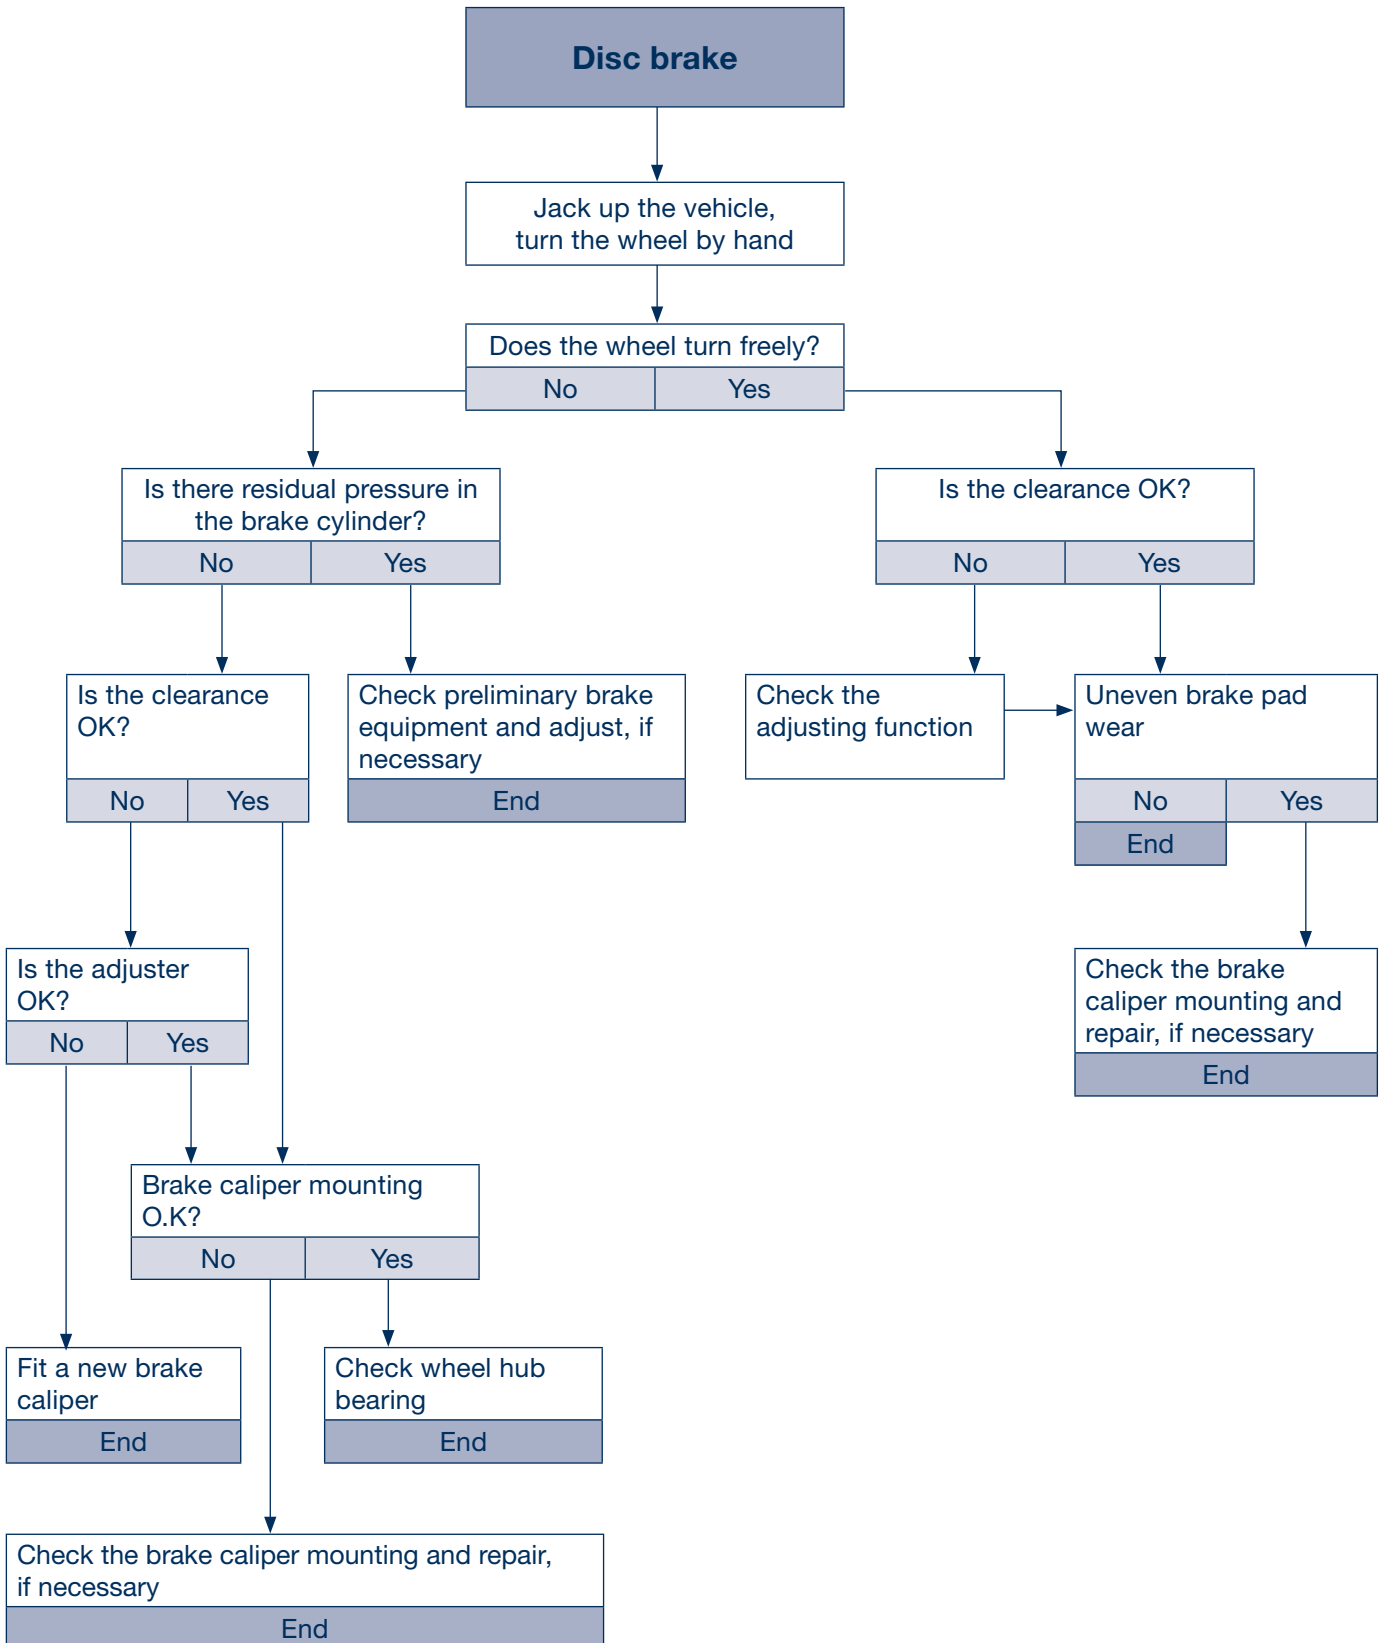 Disc brake
Jack up the vehicle,
turn the wheel by hand
Does the wheel turn freely?
No
Yes
Is there residual pressure in
the brake cylinder?
No
Yes
Is the clearance OK?
No
Yes
Is the clearance
OK?
No
Yes
Check preliminary brake
equipment and adjust, if
necessary
End
Check the
adjusting function
Uneven brake pad
wear
No
Yes
End
Is the adjuster
OK?
No
Yes
Check the brake
caliper mounting and
repair, if necessary
End
Brake caliper mounting
O.K?
No
Yes
Fit a new brake
caliper
End
Check wheel hub
bearing
End
Check the brake caliper mounting and repair,
if necessary
End